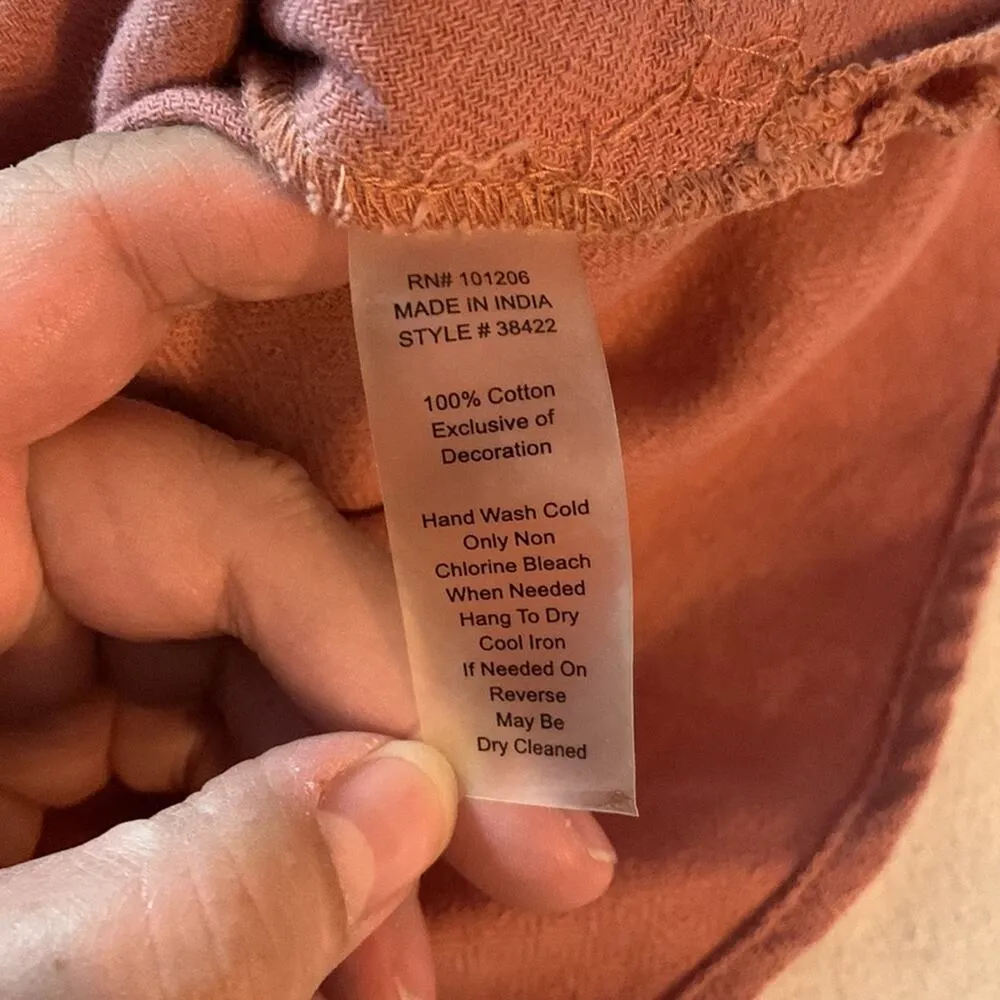 RN# 101206
MADE IN INDIA
STYLE # 38422
100% Cotton
Exclusive of
Decoration
Hand Wash Cold
Only Non
Chlorine Bleach
When Needed
Hang To Dry
Cool Iron
If Needed On
Reverse
May Be
Dry Cleaned